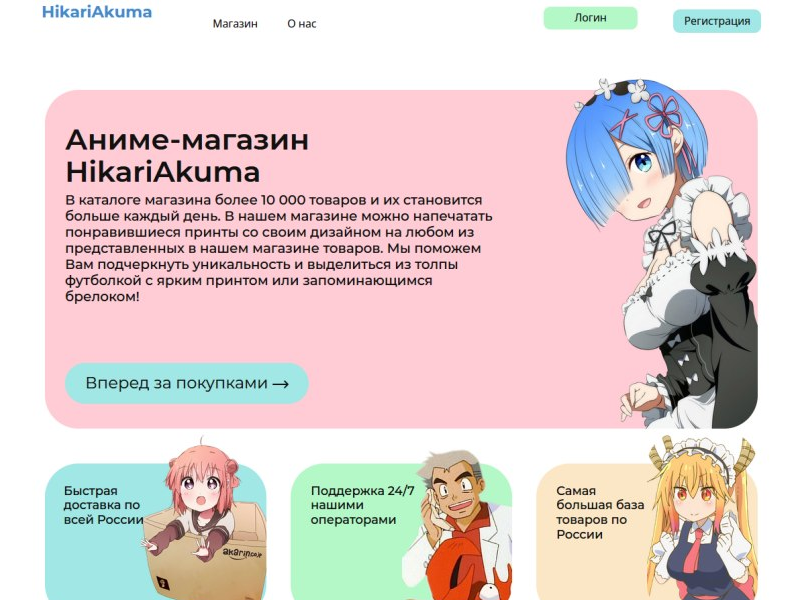 HikariAkuma
Магазин
О нас
Логин
Регистрация
Аниме-магазин
HikariAkuma
В каталоге магазина более 10 000 товаров и их становится
больше каждый день. В нашем магазине можно напечатать
понравившиеся принты со своим дизайном на любом из
представленных в нашем магазине товаров. Мы поможем
Вам подчеркнуть уникальность и выделиться из толпы
футболкой с ярким принтом или запоминающимся
брелоком!
Вперед за покупками →
Быстрая
доставка по
всей России
Поддержка 24/7
нашими
операторами
Самая
большая база
товаров по
России